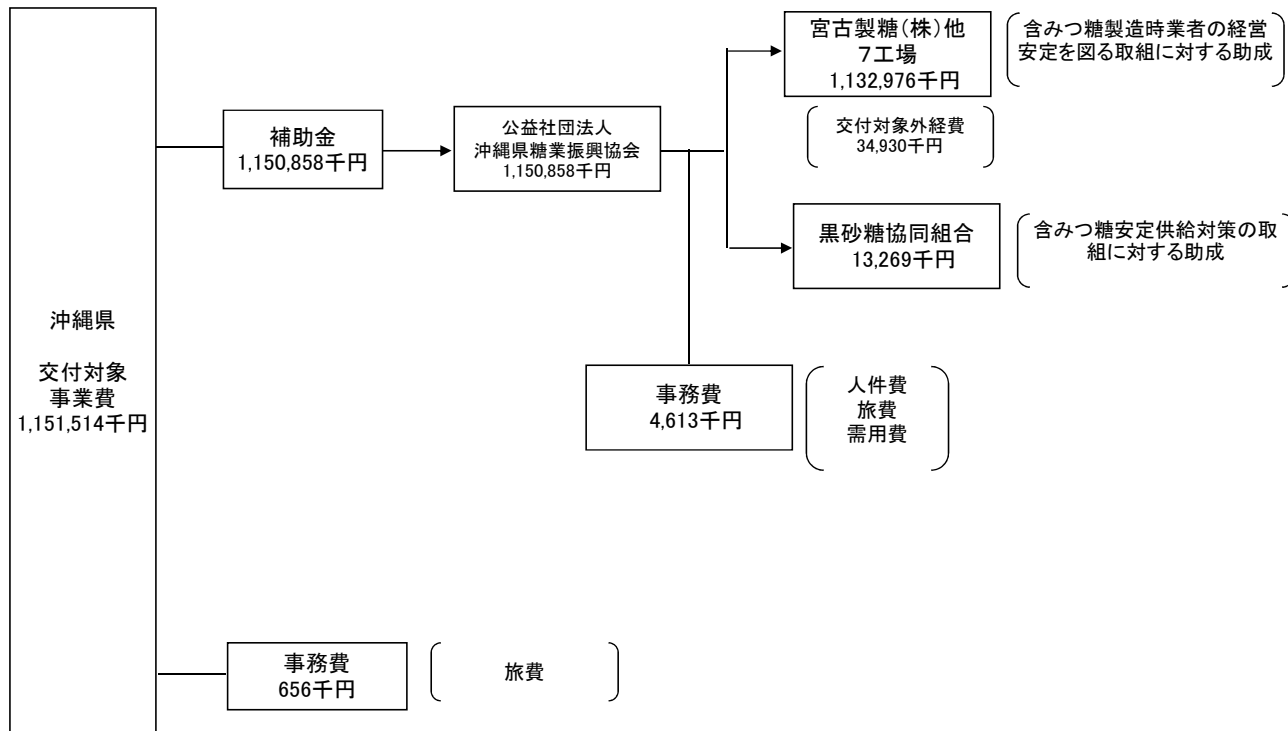 沖縄県
交付対象
事業費
1,151,514千円
補助金
1,150,858千円
公益社団法人
沖縄県糖業振興協会
1,150,858千円
宮古製糖(株)他
7工場
1,132,976千円
含みつ糖製造時業者の経営
安定を図る取組に対する助成
交付対象外経費
34,930千円
黒砂糖協同組合
13,269千円
含みつ糖安定供給対策の取
組に対する助成
事務費
4,613千円
人件費
旅費
需用費
事務費
656千円
旅費